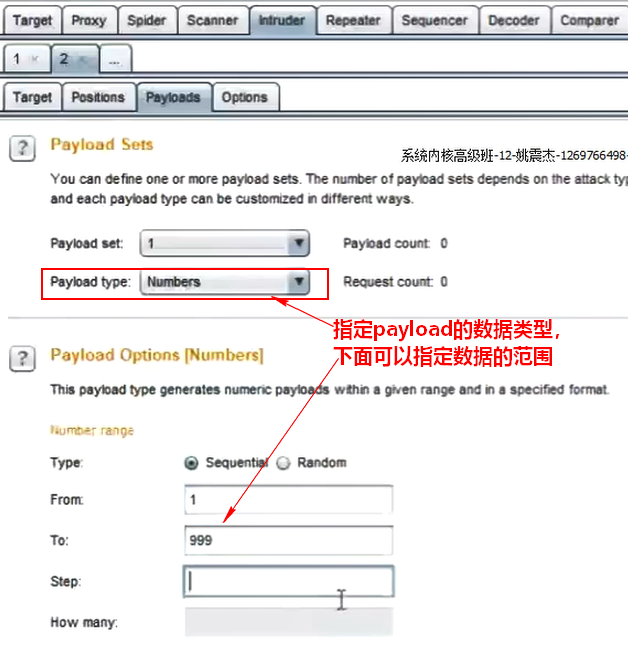 Target Proxy Spider Scanner Intruder Repeater Sequencer Decoder Comparer
1 × 2 × ...
Target Positions Payloads Options
? Payload Sets
系统内核高级班-12-姚震杰-1269766498-
You can define one or more payload sets. The number of payload sets depends on the attack typ
and each payload type can be customized in different ways.
Payload set: 1 Payload count: 0
Payload type: Numbers Request count: 0
指定payload的数据类型,
下面可以指定数据的范围
? Payload Options [Numbers]
This payload type generates numeric payloads within a given range and in a specified format.
Number range
Type: Sequential Random
From: 1
To: 999
Step:
How many: